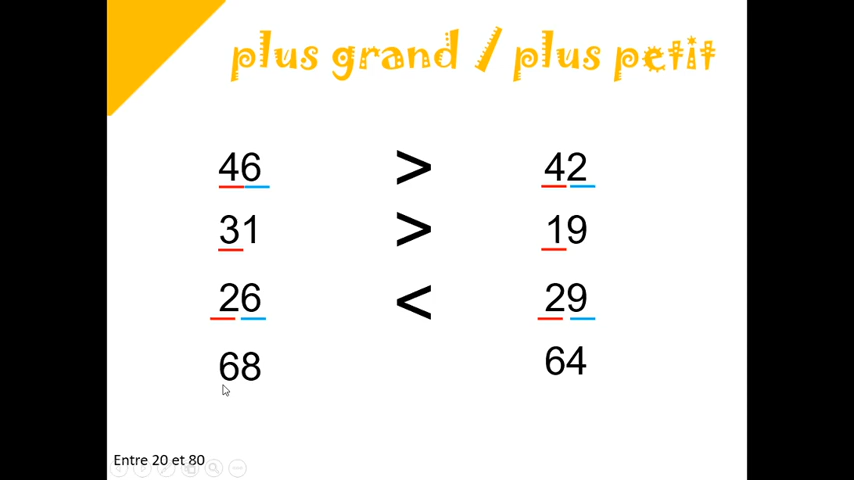 plus grand / plus petit
46 > 42
31 > 19
26 < 29
68 64
Entre 20 et 80